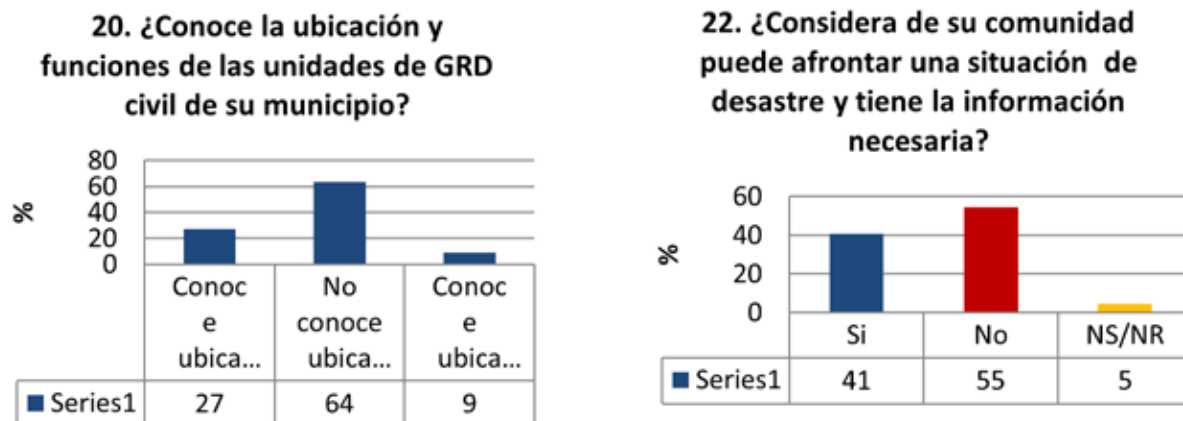 20. ¿Conoce la ubicación y
funciones de las unidades de GRD
civil de su municipio?
80
60
40
20
0
%
Conoc
e
ubica...
No
conoce
ubica...
Conoc
e
ubica...
Series1 27 64 9
22. ¿Considera de su comunidad
puede afrontar una situación de
desastre y tiene la información
necesaria?
60
40
20
0
%
Si No NS/NR
Series1 41 55 5